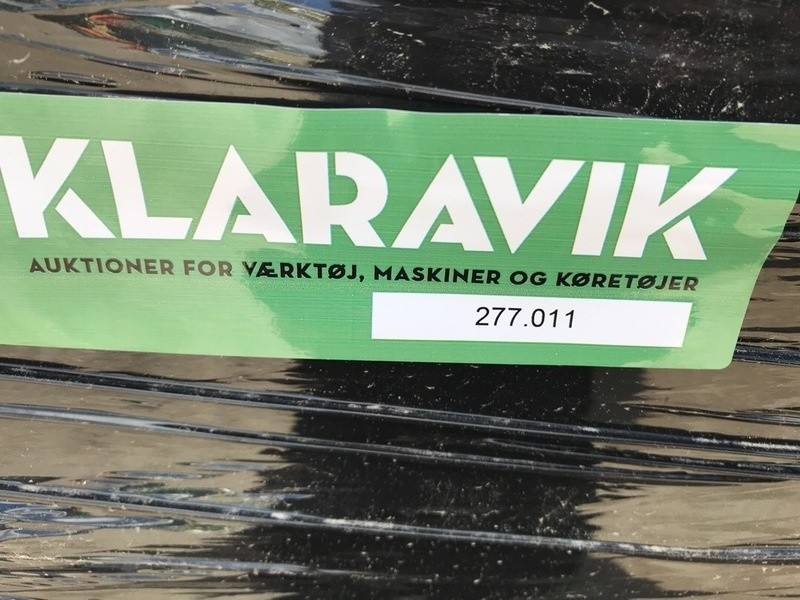 KLARAVIK
AUKTIONER FOR VÆRKTØJ, MASKINER OG KØRETØJER
277.011